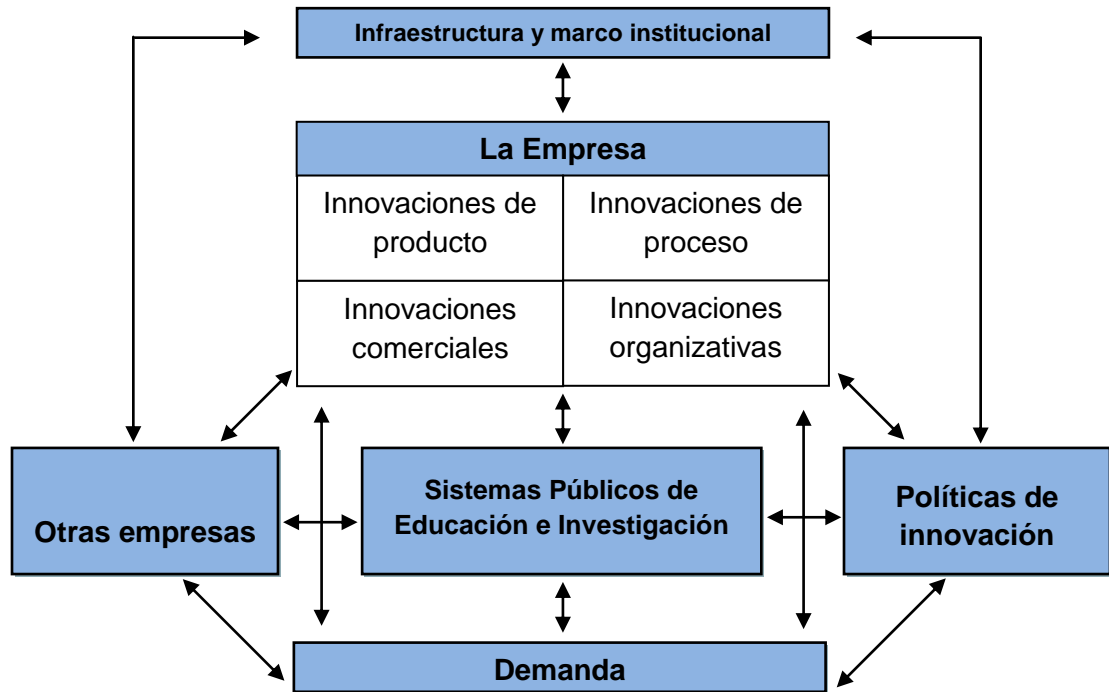 Infraestructura y marco institucional
La Empresa
Innovaciones de
producto
Innovaciones de
proceso
Innovaciones
comerciales
Innovaciones
organizativas
Otras empresas
Sistemas Públicos de
Educación e Investigación
Políticas de
innovación
Demanda